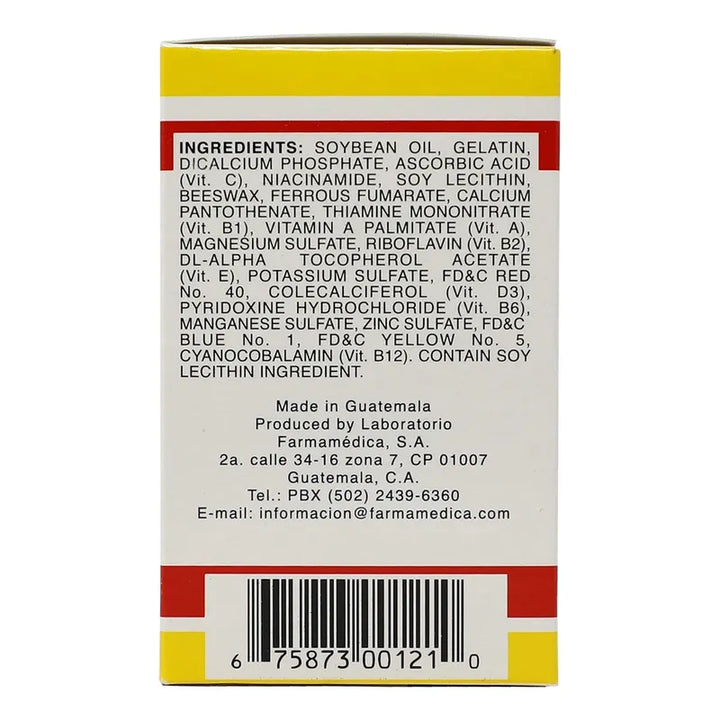 INGREDIENTS: SOYBEAN OIL, GELATIN,
DICALCIUM PHOSPHATE, ASCORBIC ACID
(Vit. C), NIACINAMIDE, SOY LECITHIN,
BEESWAX, FERROUS FUMARATE, CALCIUM
PANTOTHENATE, THIAMINE MONONITRATE
(Vit. B1), VITAMIN A PALMITATE (Vit. A),
MAGNESIUM SULFATE, RIBOFLAVIN (Vit. B2),
DL-ALPHA TOCOPHEROL ACETATE
(Vit. E), POTASSIUM SULFATE, FD&C RED
No. 40, COLECALCIFEROL (Vit. D3),
PYRIDOXINE HYDROCHLORIDE (Vit. B6),
MANGANESE SULFATE, ZINC SULFATE, FD&C
BLUE No. 1, FD&C YELLOW No. 5,
CYANOCOBALAMIN (Vit. B12). CONTAIN SOY
LECITHIN INGREDIENT.
Made in Guatemala
Produced by Laboratorio
Farmamédica, S.A.
2a. calle 34-16 zona 7, CP 01007
Guatemala, C.A.
Tel.: PBX (502) 2439-6360
E-mail: informacion@farmamedica.com
6 75873 00121 0